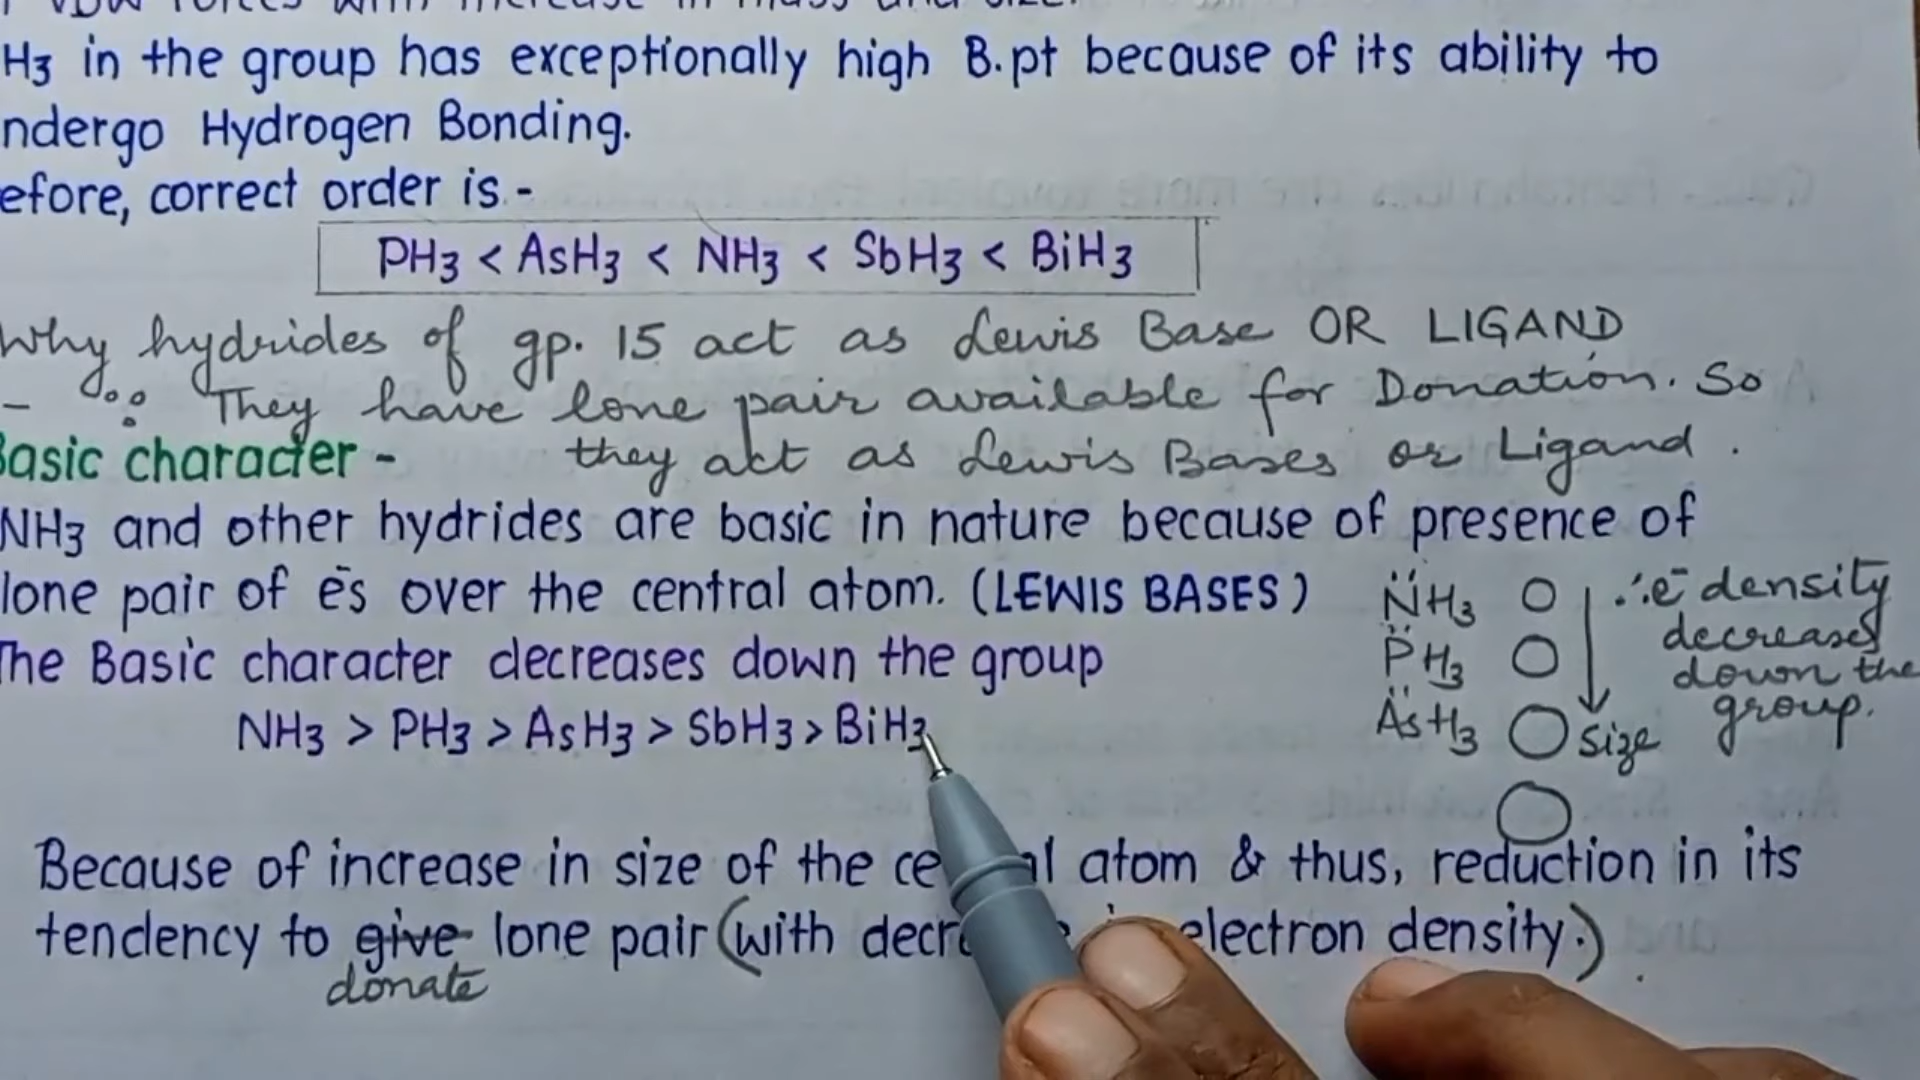 H3 in the group has exceptionally high B.pt because of its ability to
ndergo Hydrogen Bonding.
efore, correct order is -
PH3 < AsH3 < NH3 < SbH3 < BiH3
Why hydrides of gp. 15 act as Lewis Base OR LIGAND
- ∵ They have lone pair available for Donation. So
they act as Lewis Bases or Ligand.
Basic character -
NH3 and other hydrides are basic in nature because of presence of
lone pair of e̅s over the central atom. (LEWIS BASES)
The Basic character decreases down the group
NH3 > PH3 > AsH3 > SbH3 > BiH3
N̈H3
P̈H3
ÄsH3
size
∴ e⁻ density
decreases
down the
group.
Because of increase in size of the ce al atom & thus, reduction in its
tendency to give lone pair (with decr electron density.)
donate